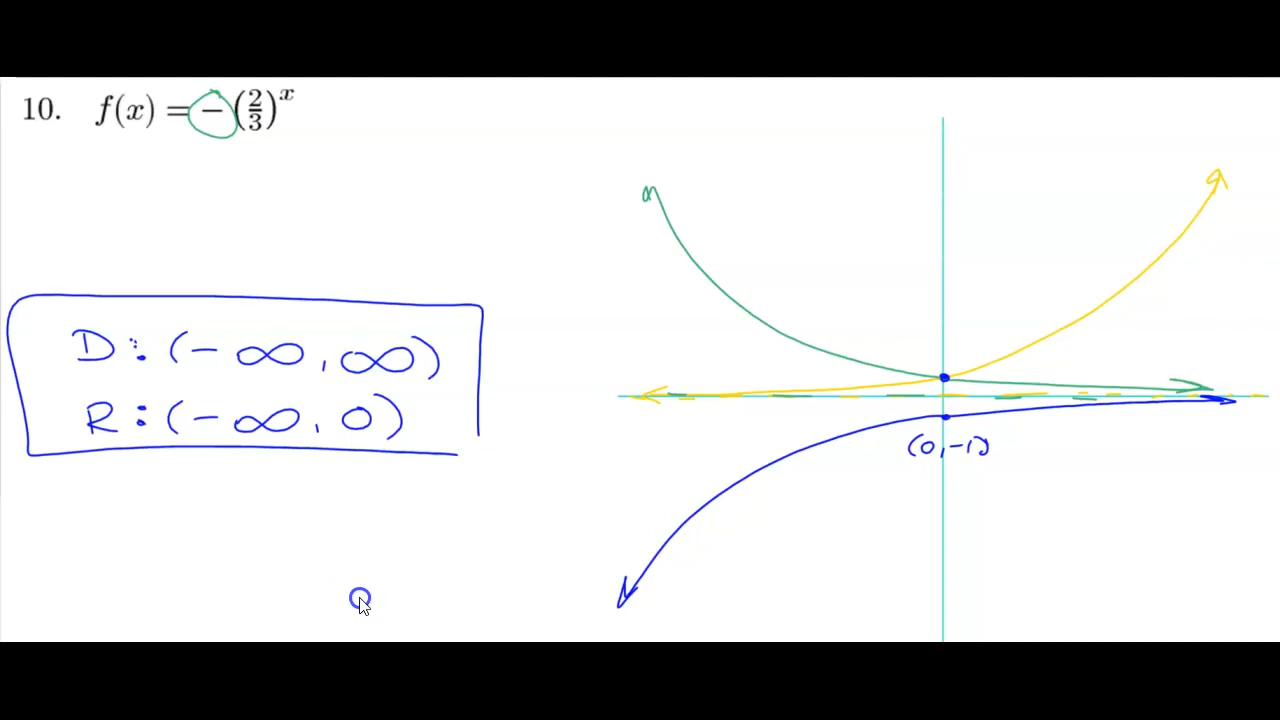 10. f(x) = −(2/3)^x
D: (−∞, ∞)
R: (−∞, 0)
(0, −1)